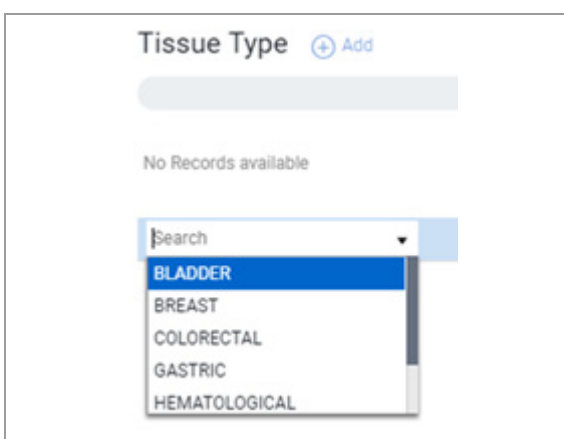 Tissue Type + Add
No Records available
Search
BLADDER
BREAST
COLORECTAL
GASTRIC
HEMATOLOGICAL